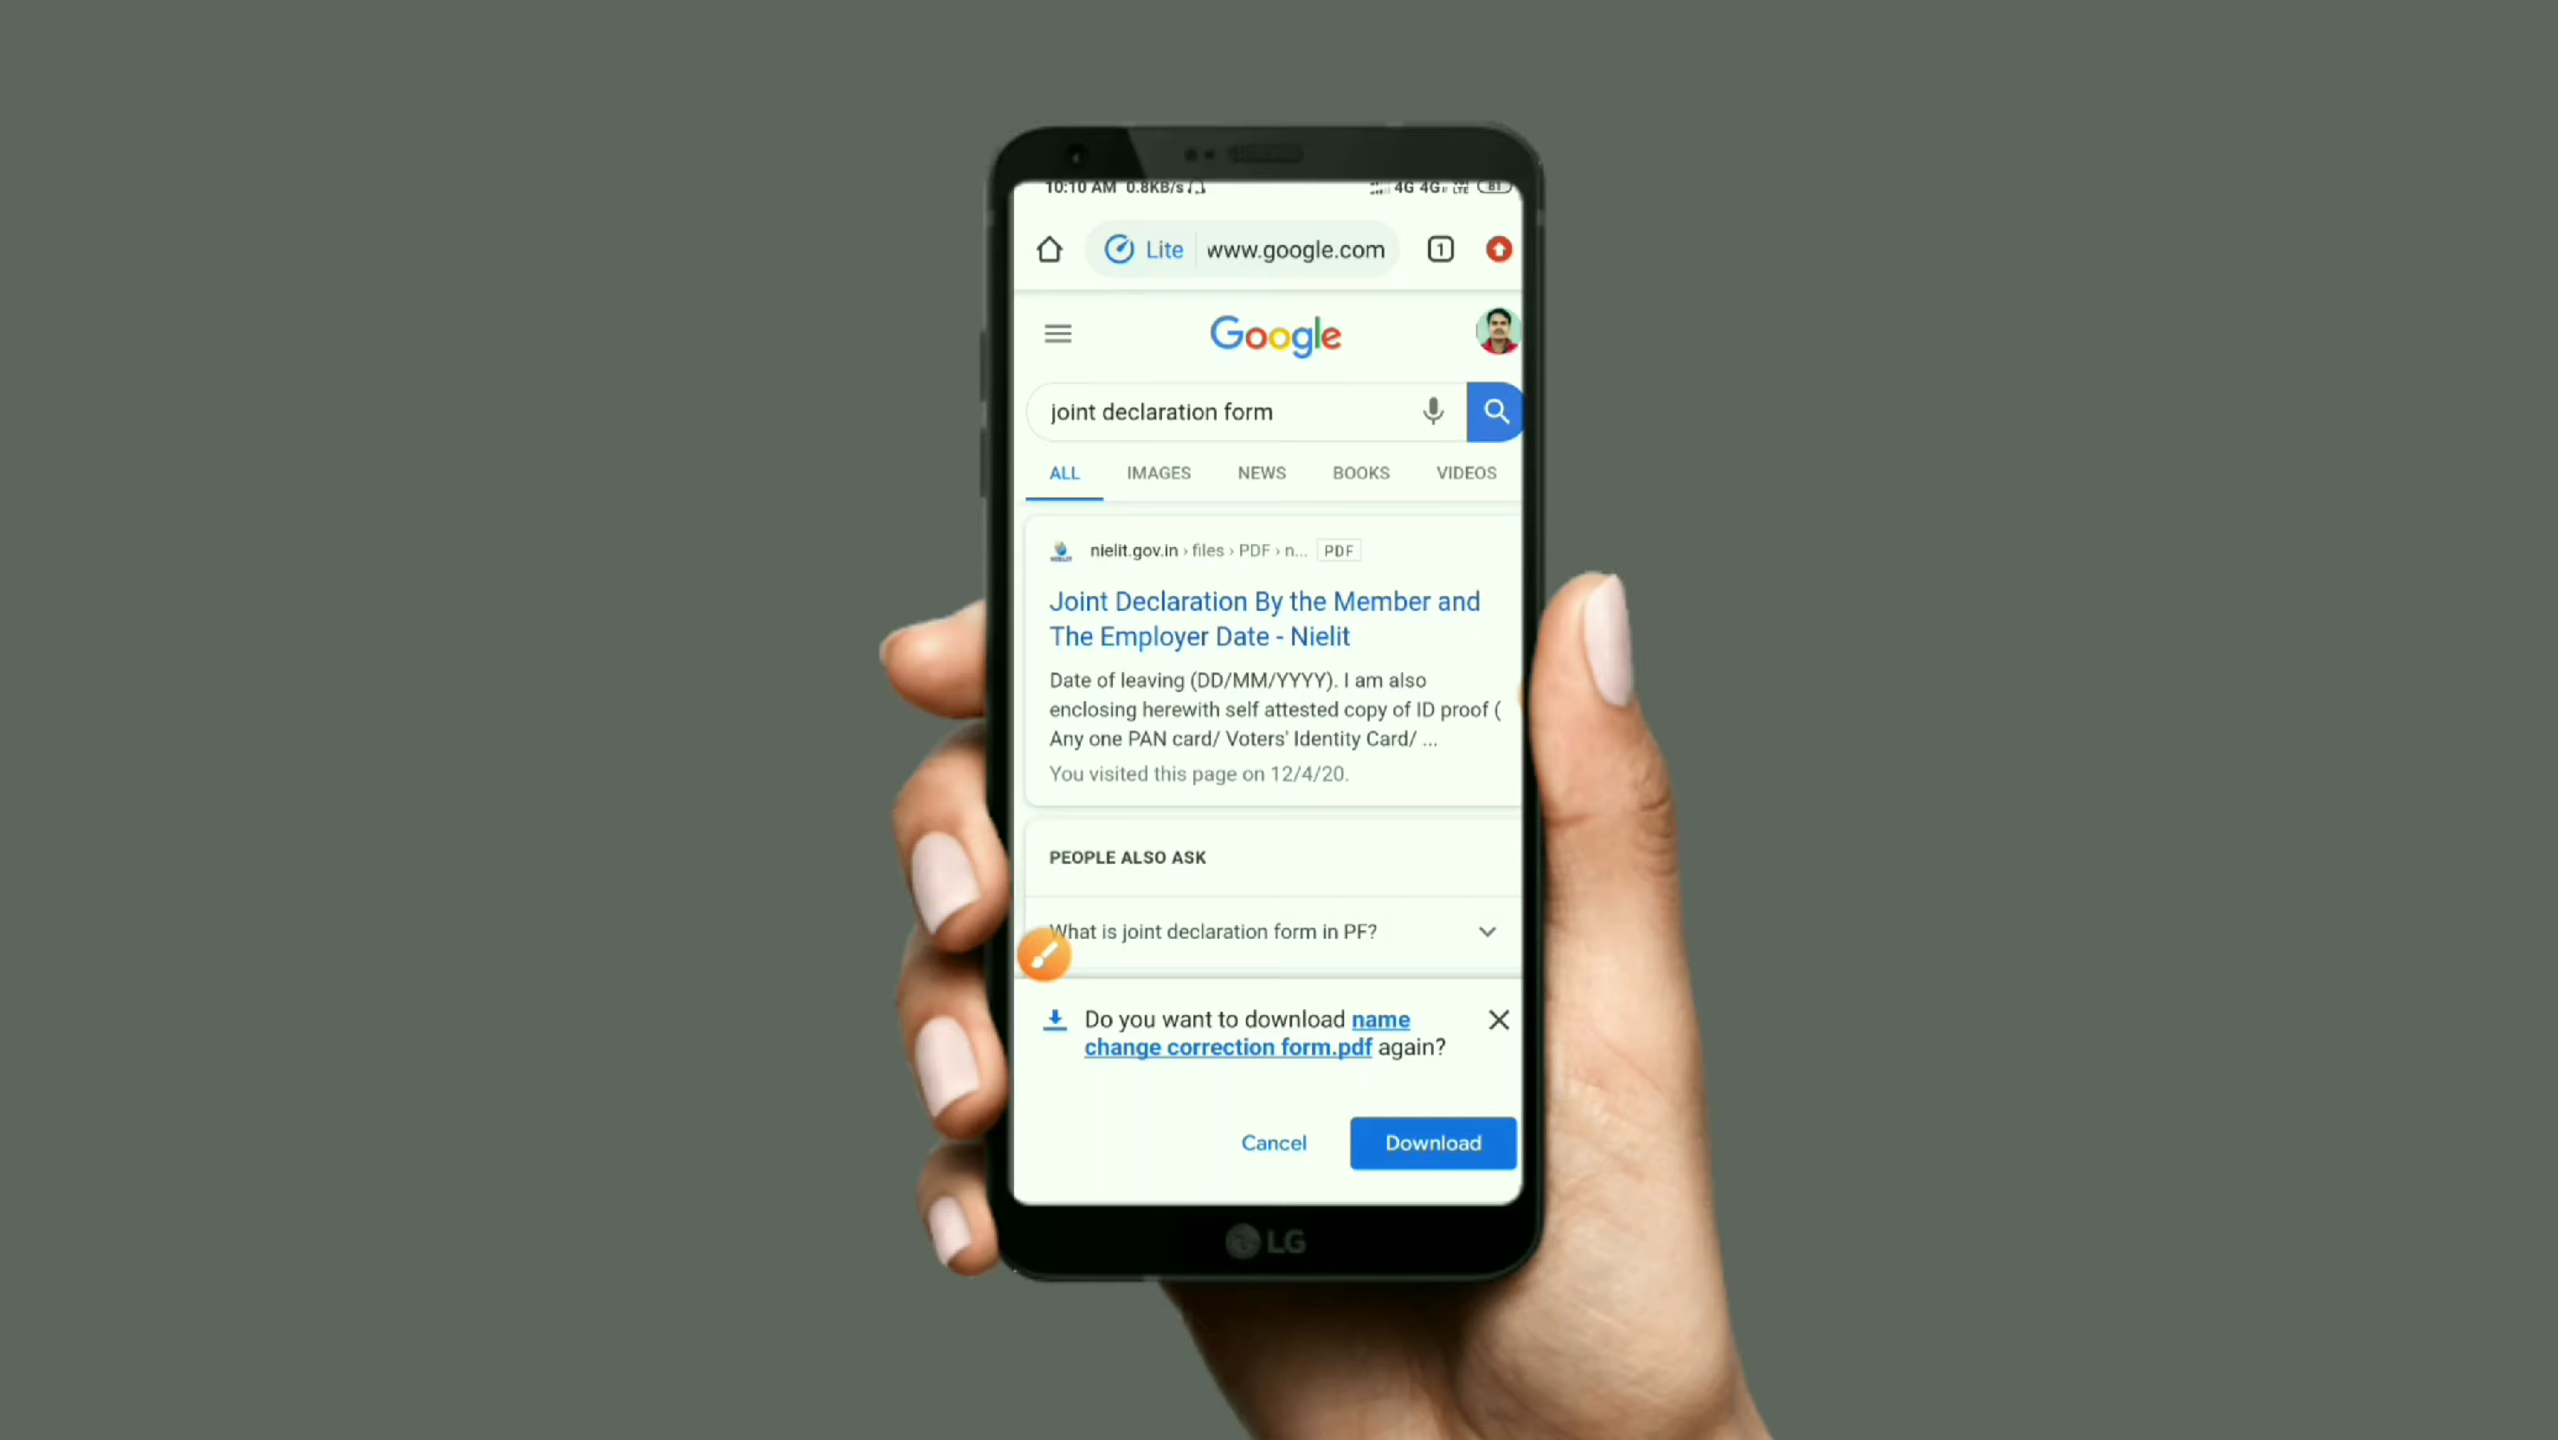 10:10 AM 0.8KB/s
4G 4G LTE 81
Lite www.google.com 1
Google
joint declaration form
ALL IMAGES NEWS BOOKS VIDEOS
nielit.gov.in › files › PDF › n... PDF
Joint Declaration By the Member and
The Employer Date - Nielit
Date of leaving (DD/MM/YYYY). I am also
enclosing herewith self attested copy of ID proof (
Any one PAN card/ Voters' Identity Card/ ...
You visited this page on 12/4/20.
PEOPLE ALSO ASK
What is joint declaration form in PF?
Do you want to download name
change correction form.pdf again?
Cancel Download
LG